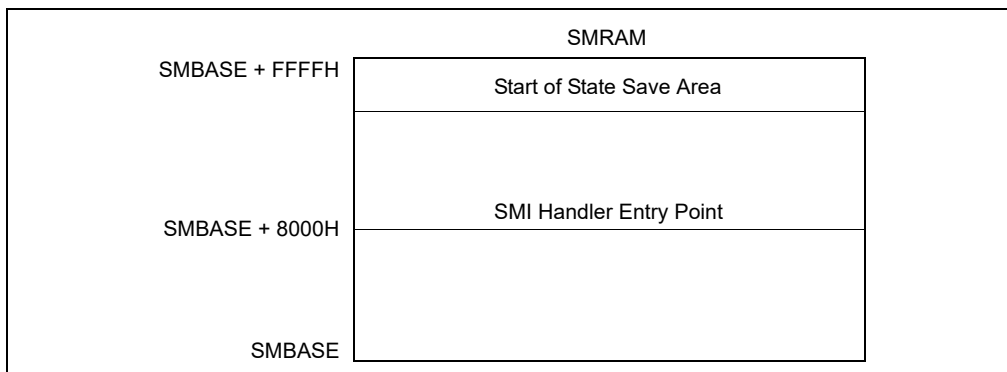 SMRAM
SMBASE + FFFFH
Start of State Save Area
SMI Handler Entry Point
SMBASE + 8000H
SMBASE